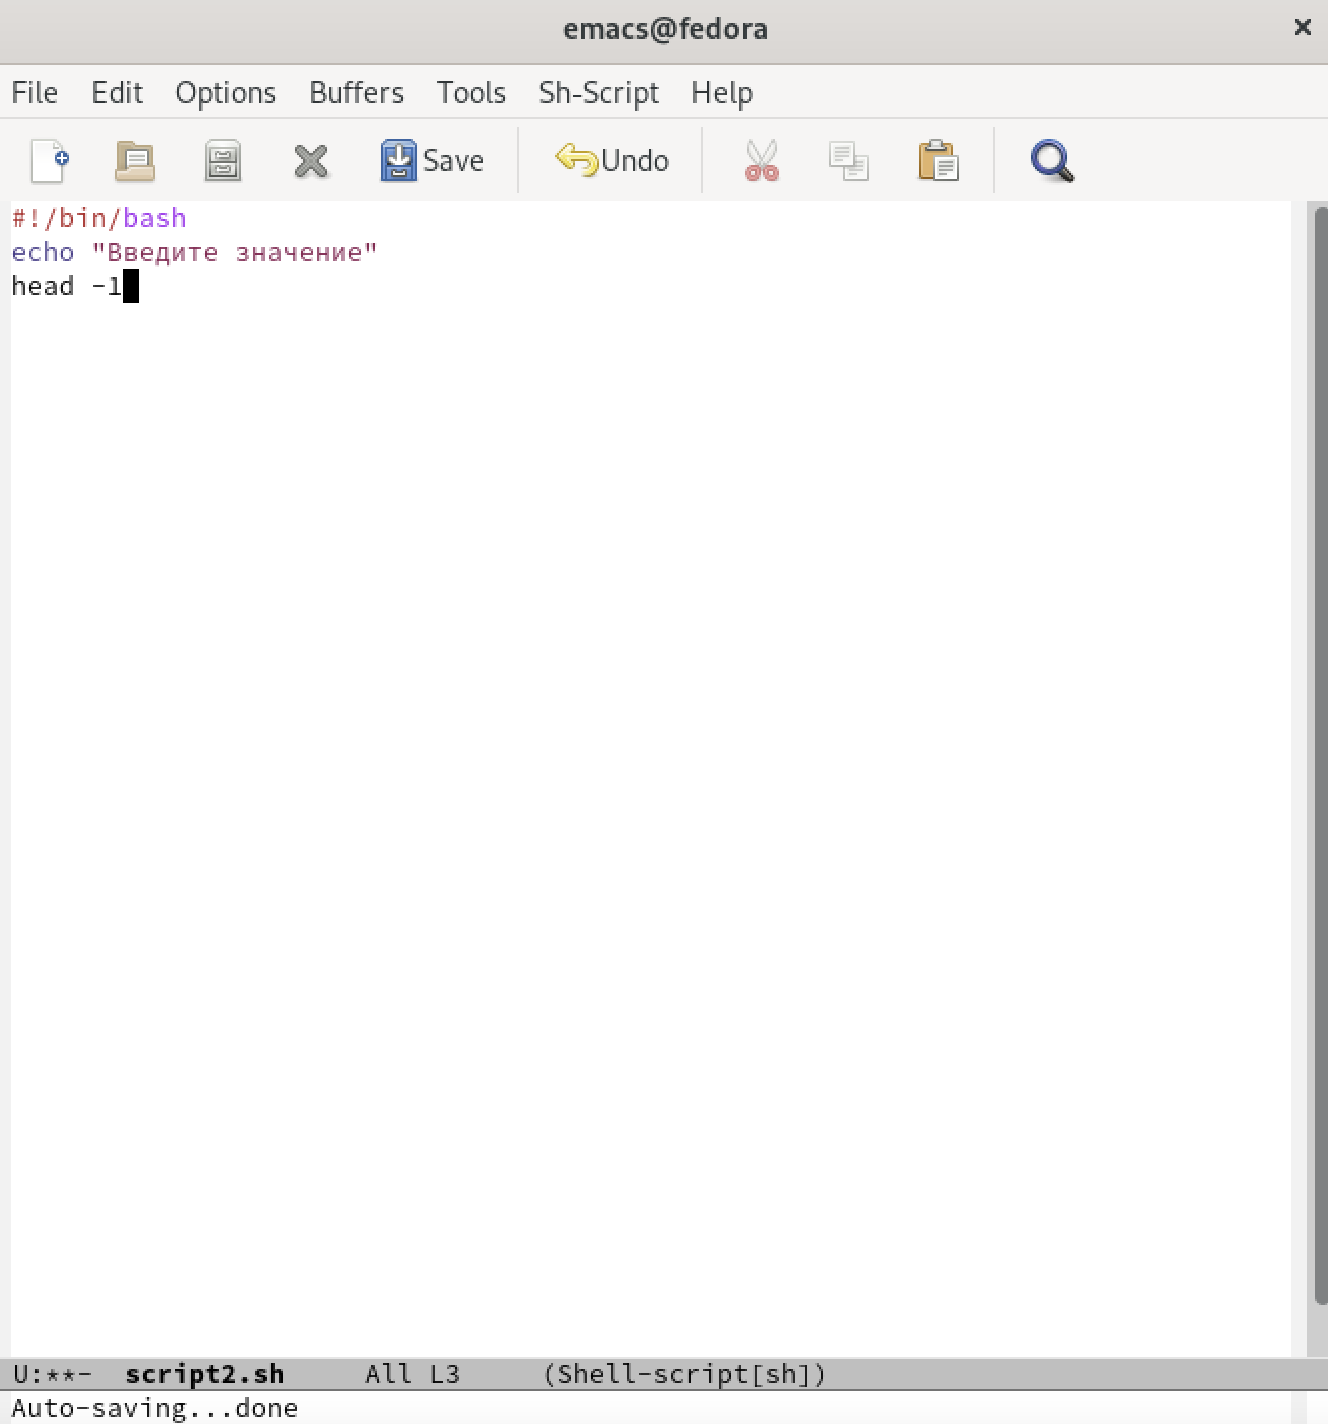 emacs@fedora
File Edit Options Buffers Tools Sh-Script Help
Save Undo
#!/bin/bash
echo "Введите значение"
head -1
U:**- script2.sh All L3 (Shell-script[sh])
Auto-saving...done